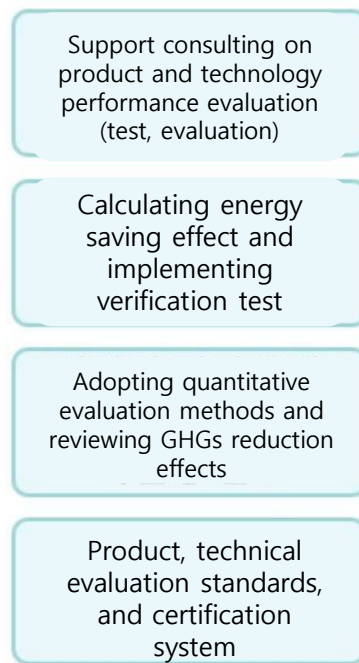 Support consulting on
product and technology
performance evaluation
(test, evaluation)
Calculating energy
saving effect and
implementing
verification test
Adopting quantitative
evaluation methods and
reviewing GHGs reduction
effects
Product, technical
evaluation standards,
and certification
system